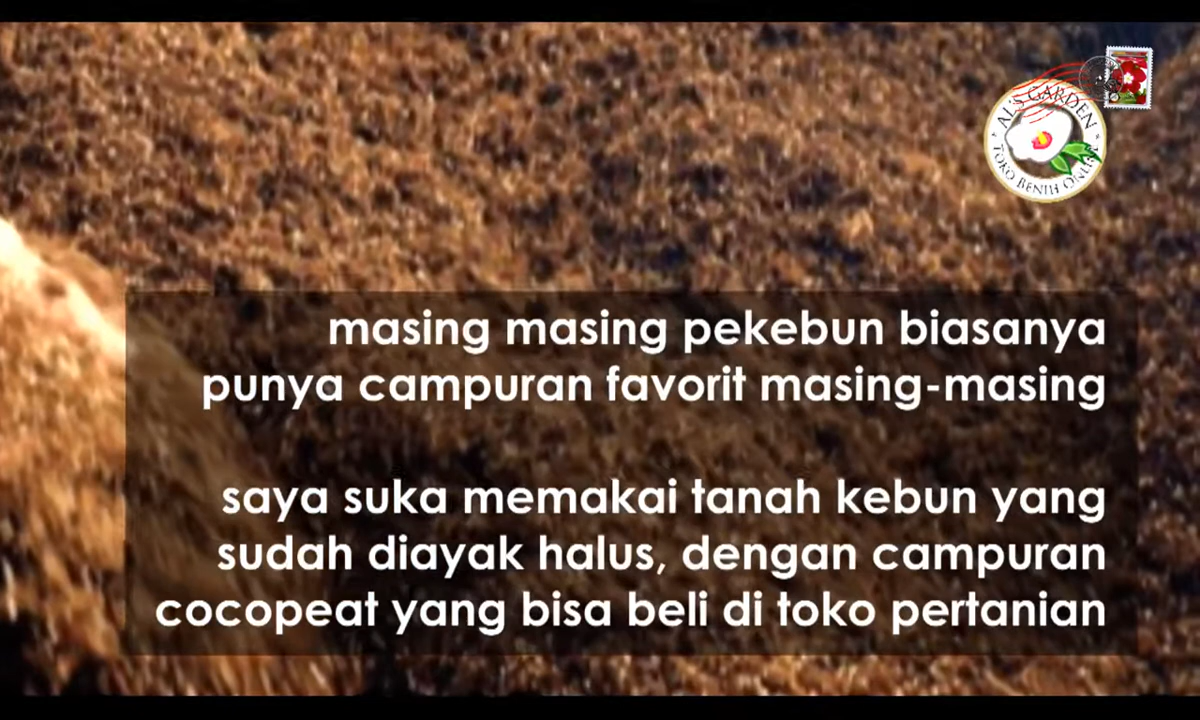 AL'S GARDEN
TOKO BENIH ONLINE
masing masing pekebun biasanya
punya campuran favorit masing-masing
saya suka memakai tanah kebun yang
sudah diayak halus, dengan campuran
cocopeat yang bisa beli di toko pertanian